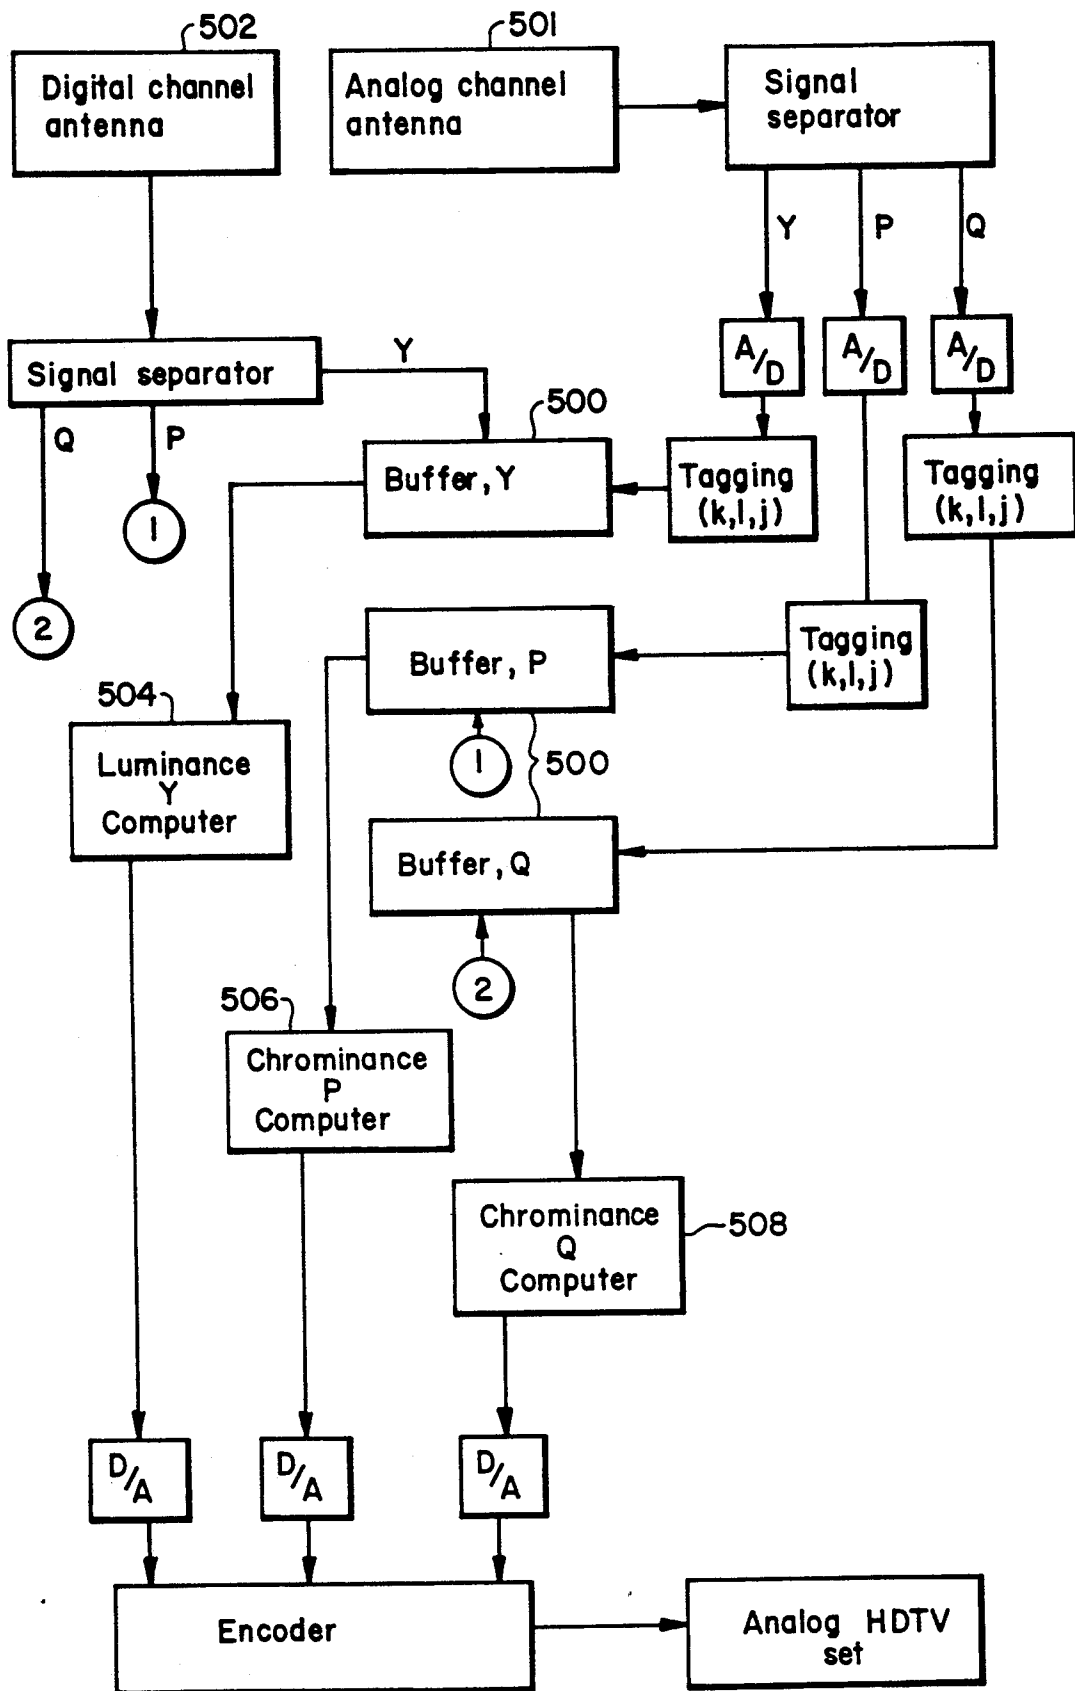 502
501
Digital channel
antenna
Analog channel
antenna
Signal
separator
Y
P
Q
A/D
A/D
A/D
Signal separator
Y
Q
P
500
Buffer, Y
Tagging
(k,l,j)
Tagging
(k,l,j)
1
2
Buffer, P
Tagging
(k,l,j)
504
1
500
Luminance
Y
Computer
Buffer, Q
2
506
Chrominance
P
Computer
Chrominance
Q
Computer
508
D/A
D/A
D/A
Encoder
Analog HDTV
set